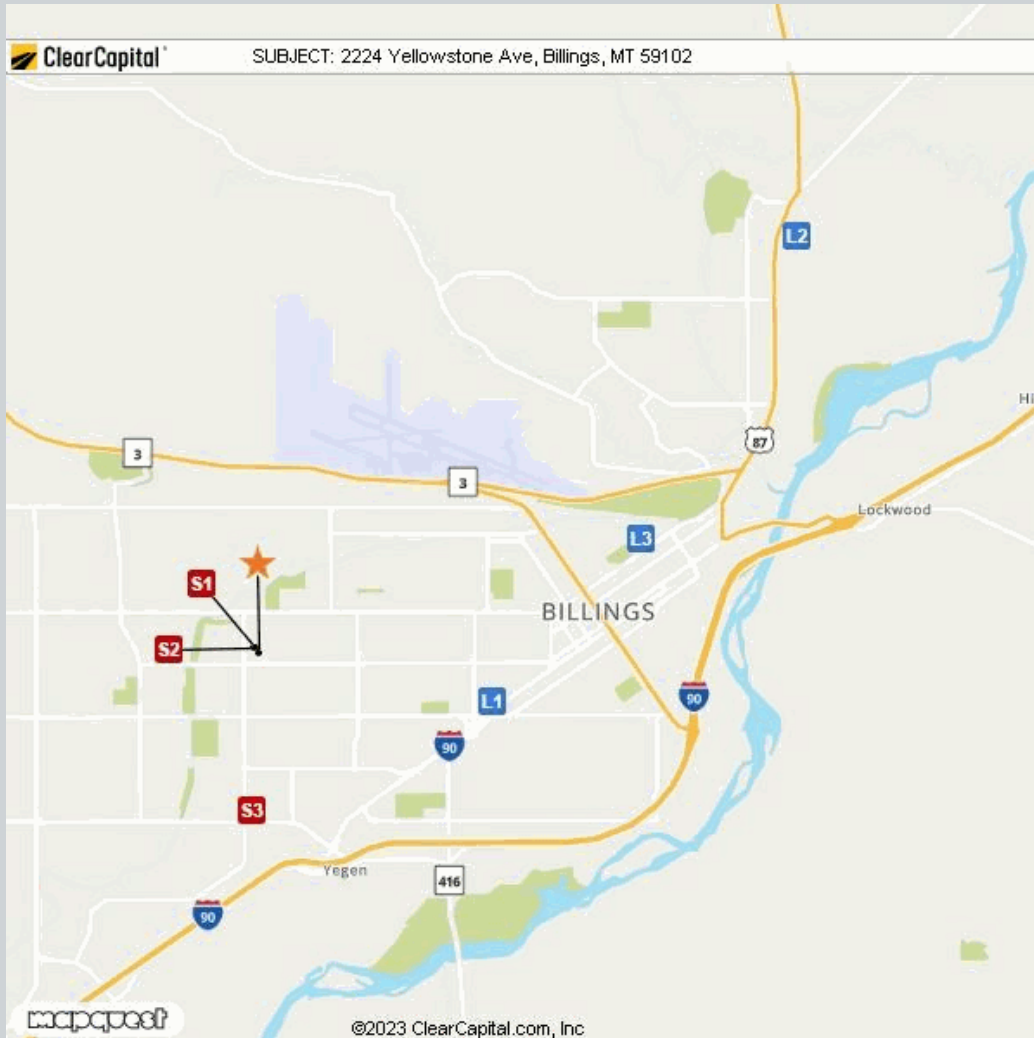 ClearCapital
SUBJECT: 2224 Yellowstone Ave, Billings, MT 59102
L2
Hi
87
3
3
Lockwood
L3
S1
BILLINGS
S2
90
L1
90
S3
Yegen
416
90
mapquest
©2023 ClearCapital.com, Inc